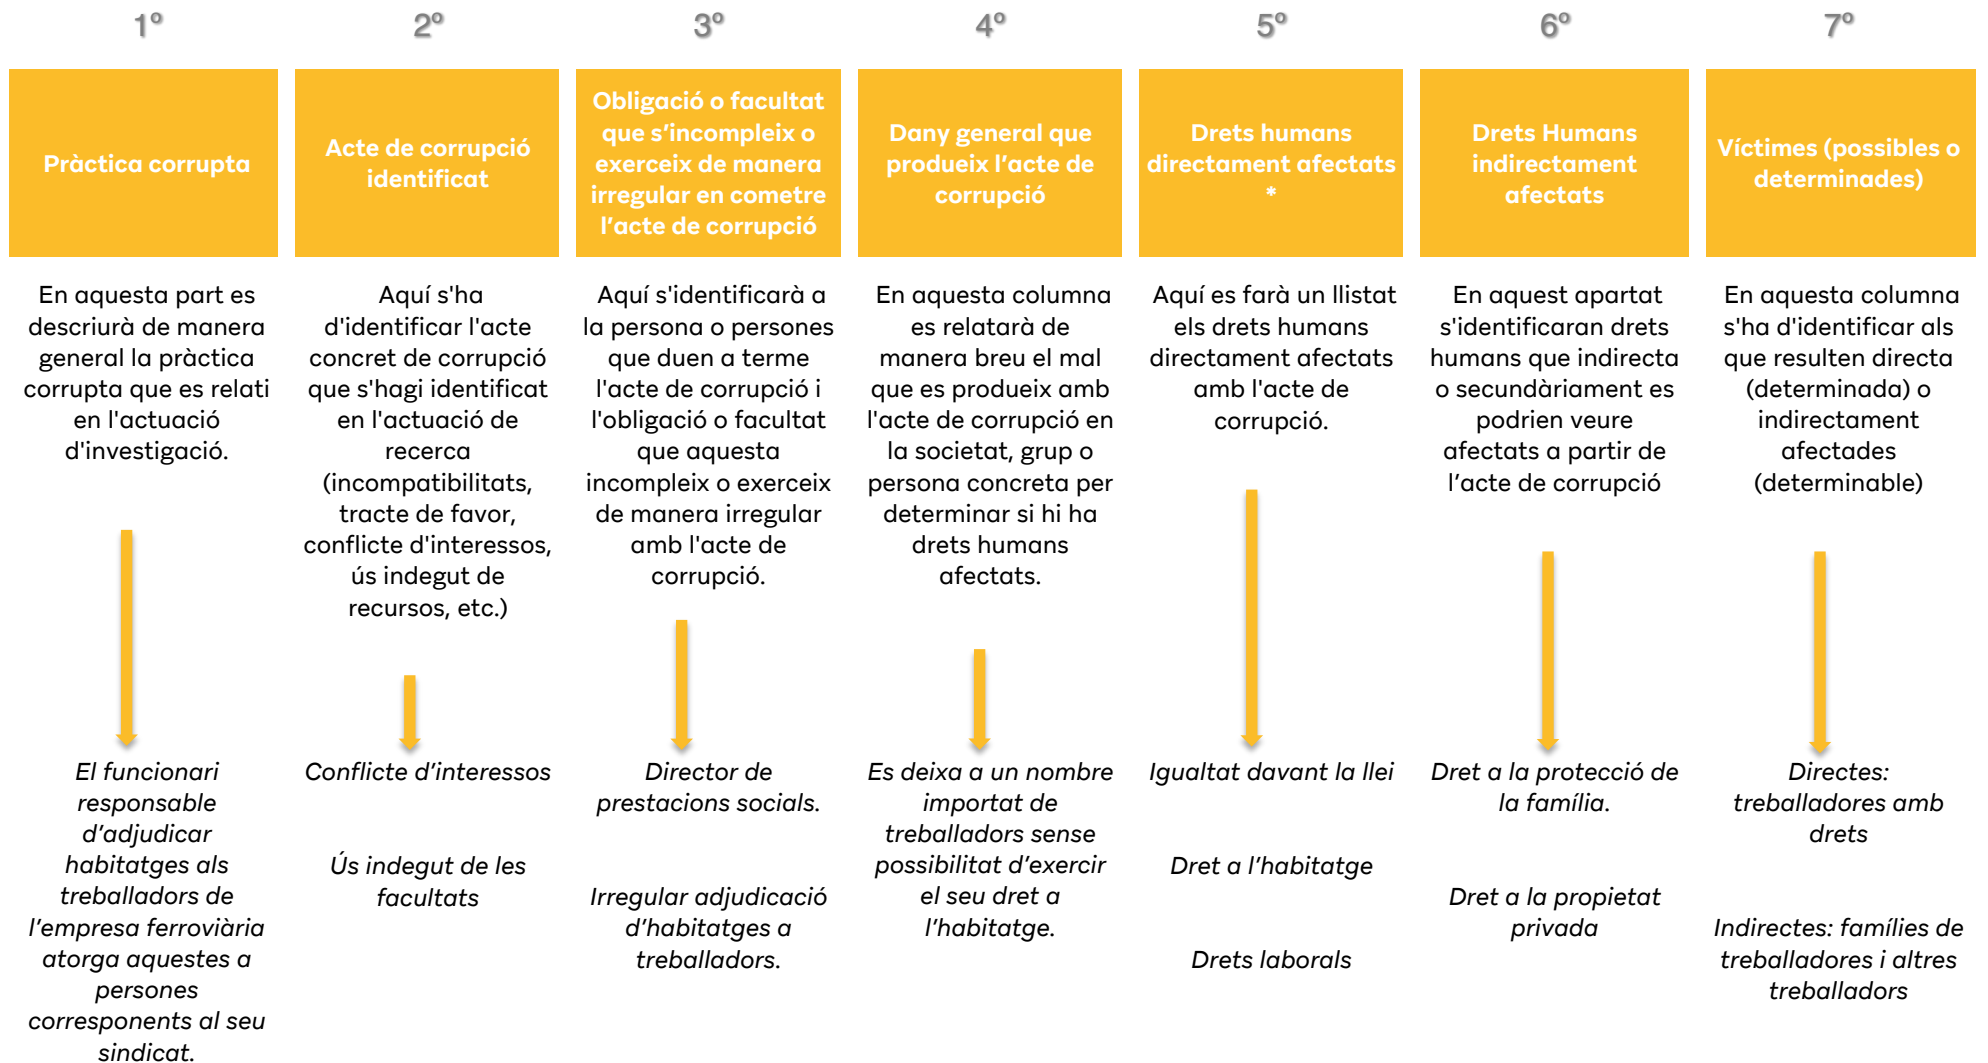 1º
2º
3º
4º
5º
6º
7º
Pràctica corrupta
Acte de corrupció
identificat
Obligació o facultat
que s’incompleix o
exerceix de manera
irregular en cometre
l’acte de corrupció
Dany general que
produeix l’acte de
corrupció
Drets humans
directament afectats
*
Drets Humans
indirectament
afectats
Víctimes (possibles o
determinades)
En aquesta part es
descriurà de manera
general la pràctica
corrupta que es relati
en l'actuació
d'investigació.
Aquí s'ha
d'identificar l'acte
concret de corrupció
que s'hagi identificat
en l'actuació de
recerca
(incompatibilitats,
tracte de favor,
conflicte d'interessos,
ús indegut de
recursos, etc.)
Aquí s'identificarà a
la persona o persones
que duen a terme
l'acte de corrupció i
l'obligació o facultat
que aquesta
incompleix o exerceix
de manera irregular
amb l'acte de
corrupció.
En aquesta columna
es relatarà de
manera breu el mal
que es produeix amb
l'acte de corrupció en
la societat, grup o
persona concreta per
determinar si hi ha
drets humans
afectats.
Aquí es farà un llistat
els drets humans
directament afectats
amb l'acte de
corrupció.
En aquest apartat
s'identificaran drets
humans que indirecta
o secundàriament es
podrien veure
afectats a partir de
l’acte de corrupció
En aquesta columna
s'ha d'identificar als
que resulten directa
(determinada) o
indirectament
afectades
(determinable)
El funcionari
responsable
d’adjudicar
habitatges als
treballadors de
l’empresa ferroviària
atorga aquestes a
persones
corresponents al seu
sindicat.
Conflicte d’interessos
Ús indegut de les
facultats
Director de
prestacions socials.
Irregular adjudicació
d’habitatges a
treballadors.
Es deixa a un nombre
importat de
treballadors sense
possibilitat d’exercir
el seu dret a
l’habitatge.
Igualtat davant la llei
Dret a l’habitatge
Drets laborals
Dret a la protecció de
la família.
Dret a la propietat
privada
Directes:
treballadores amb
drets
Indirectes: famílies de
treballadores i altres
treballadors